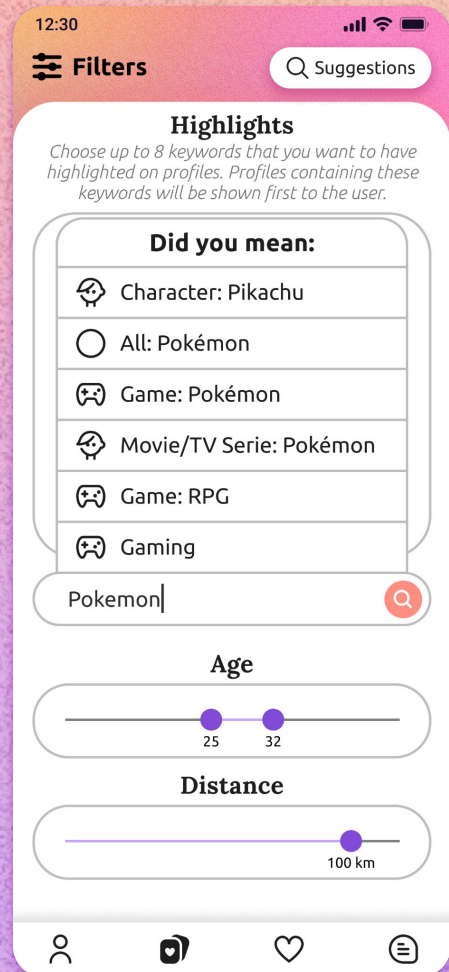 12:30
Filters
Suggestions
Highlights
Choose up to 8 keywords that you want to have
highlighted on profiles. Profiles containing these
keywords will be shown first to the user.
Did you mean:
Character: Pikachu
All: Pokémon
Game: Pokémon
Movie/TV Serie: Pokémon
Game: RPG
Gaming
Pokemon
Age
25 32
Distance
100 km